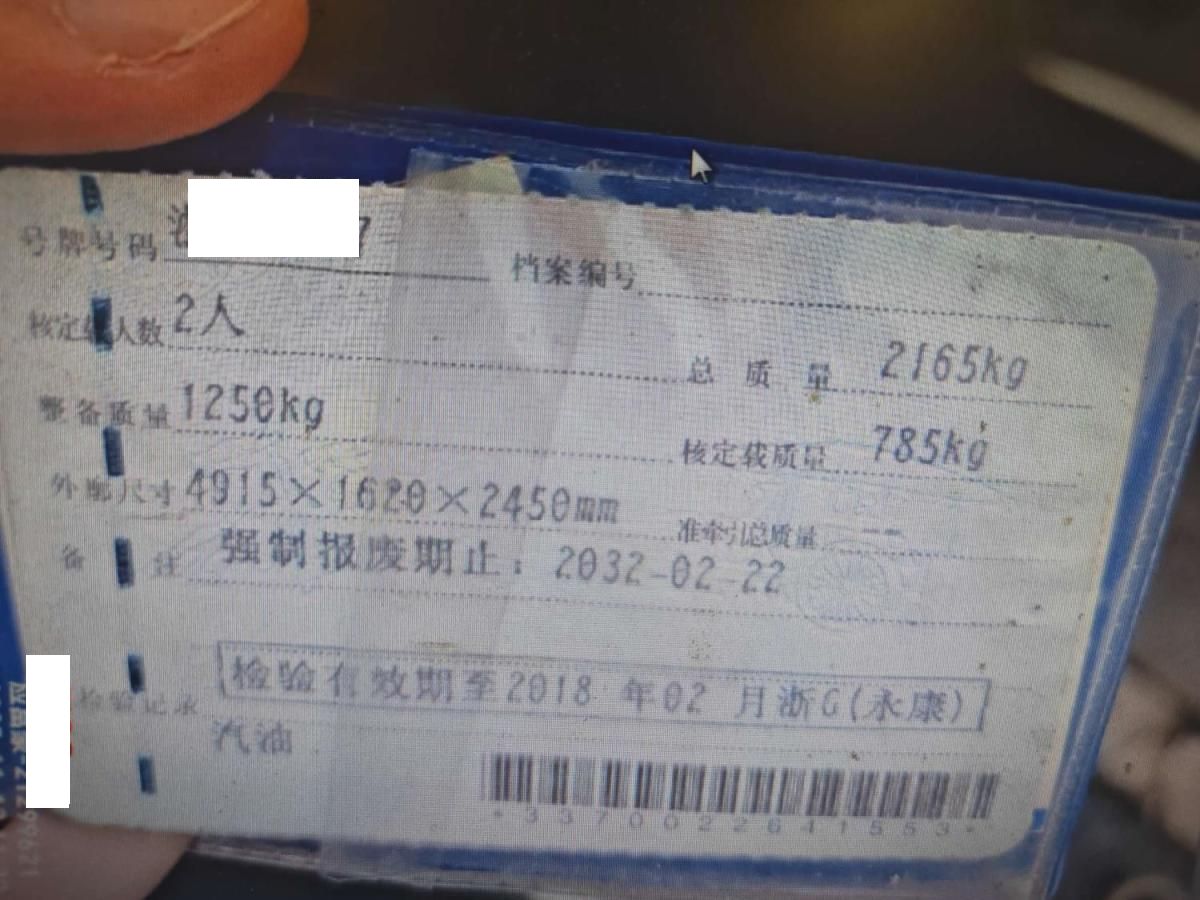 号牌号码 7 档案编号
核定载人数 2人 总质量 2165kg
整备质量 1250kg 核定载质量 785kg
外廓尺寸 4915×1620×2450mm 准牵引总质量 --
备注 强制报废期止：2032-02-22
检验记录 检验有效期至2018 年02 月浙G(永康)
汽油
*3370022641553*